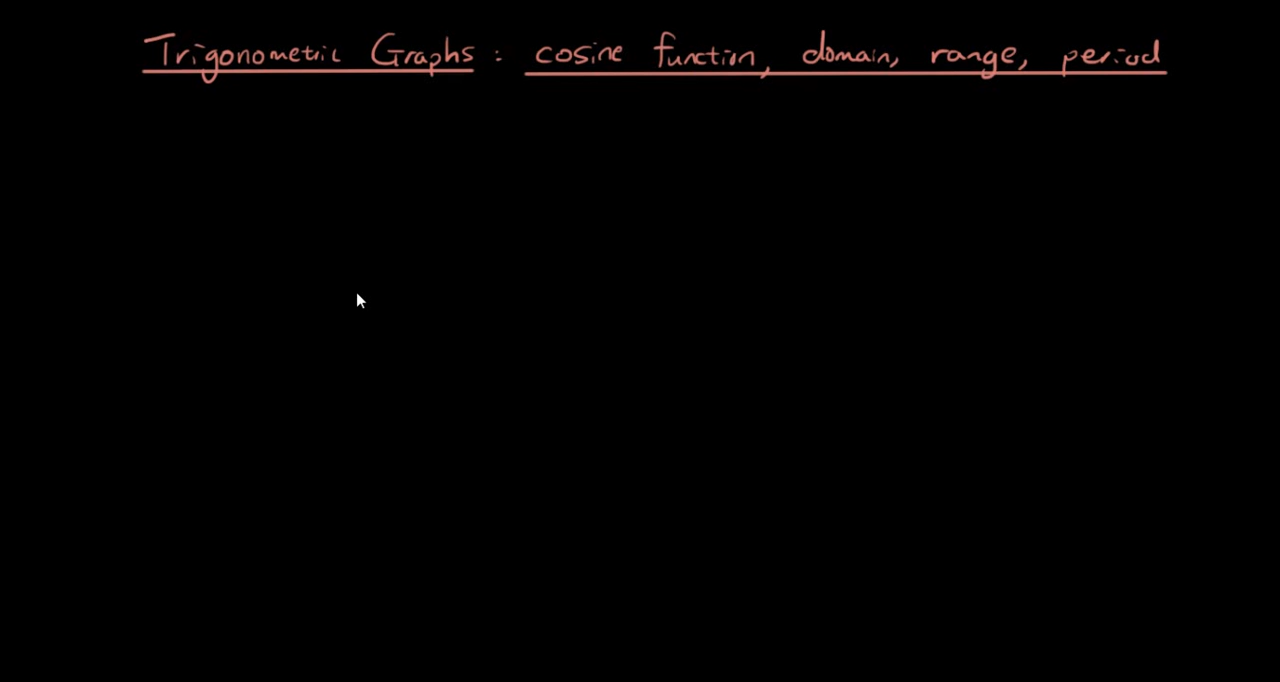 Trigonometric Graphs : cosine function, domain, range, period